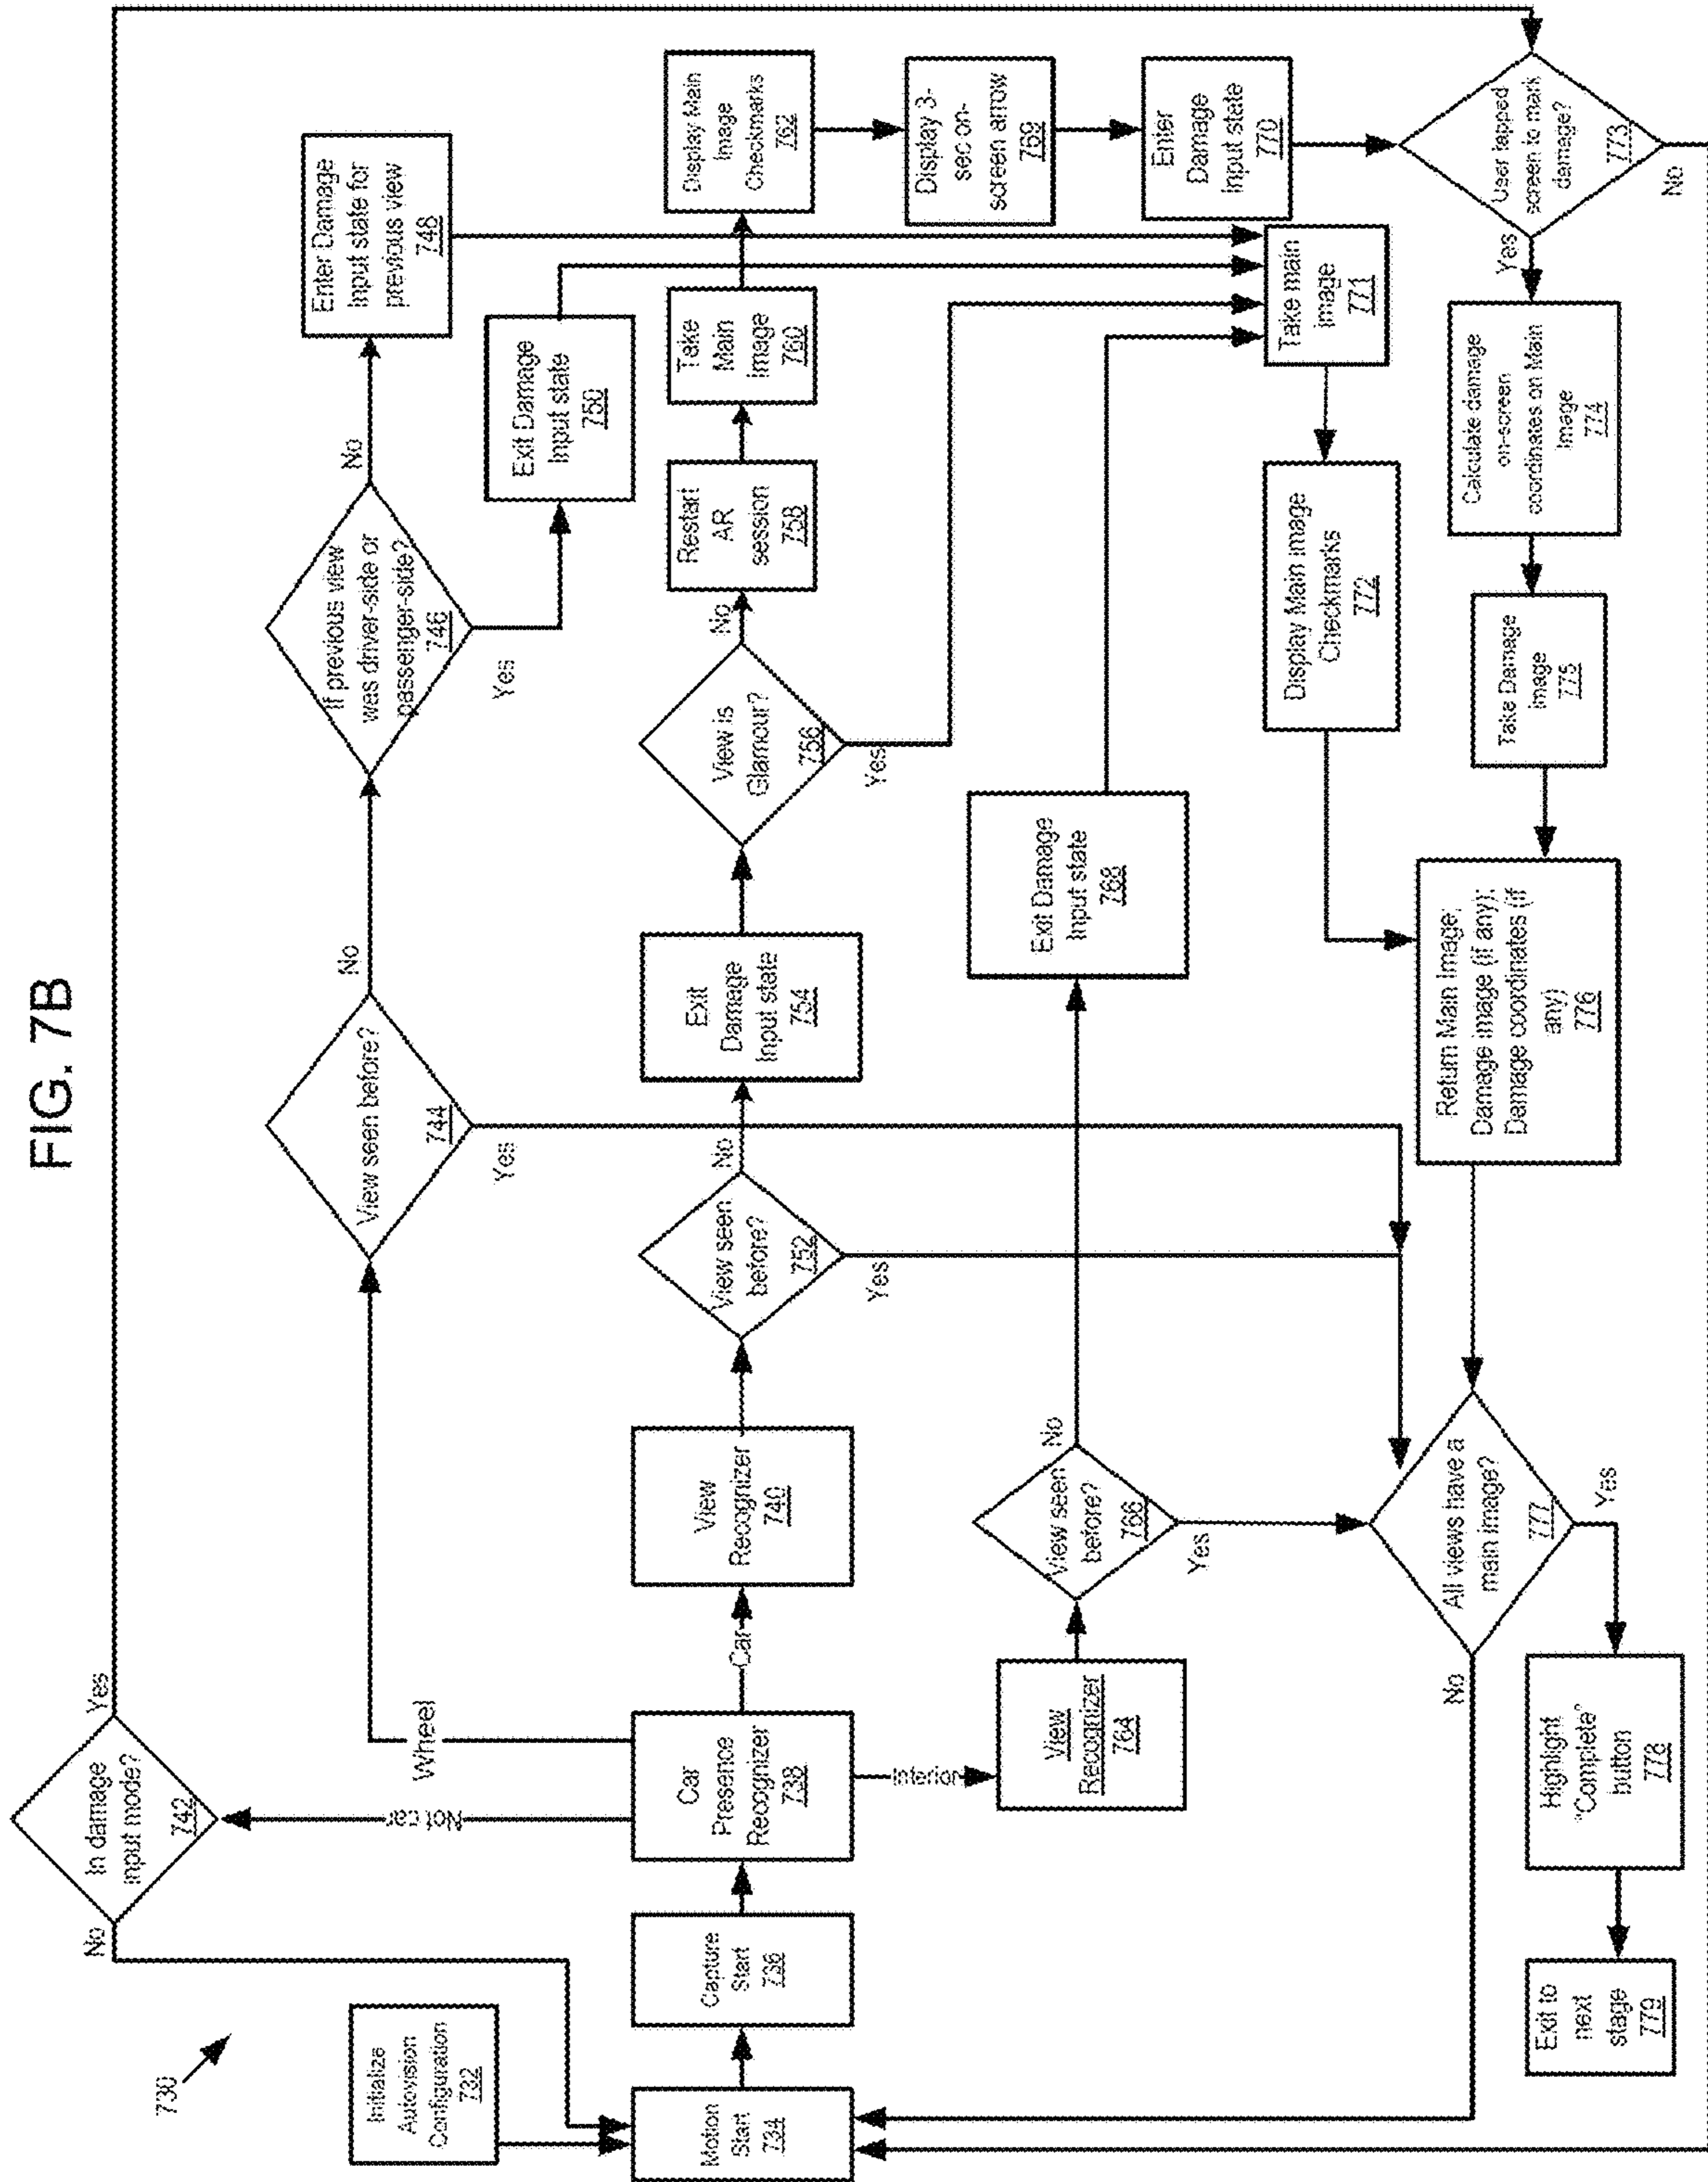 FIG. 7B
730
Initialize
Autovision
Configuration
732
Motion
Start
734
Capture
Start
736
Car
Presence
Recognizer
738
Not car
Wheel
Car
Interior
In damage
input mode?
742
No
Yes
View seen before?
744
No
Yes
If previous view
was driver-side or
passenger-side?
746
No
Yes
Enter Damage
Input state for
previous view
748
Exit Damage
Input state
750
View
Recognizer
740
View seen
before?
752
No
Yes
Exit
Damage
Input state
754
View is
Glamour?
756
No
Yes
Restart
AR
session
758
Take
Main
Image
760
Display Main
Image
Checkmarks
762
Display 3-
sec on-
screen arrow
769
Enter
Damage
Input state
770
View
Recognizer
764
View seen
before?
766
No
Yes
Exit Damage
Input state
768
Take main
image
771
Display Main image
Checkmarks
772
User tapped
screen to mark
damage?
773
Yes
No
Calculate damage
on-screen
coordinates on Main
Image
774
Take Damage
Image
775
Return Main Image;
Damage image (if any);
Damage coordinates (if
any)
776
All views have a
main image?
777
No
Yes
Highlight
"Complete"
button
778
Exit to
next
stage
779